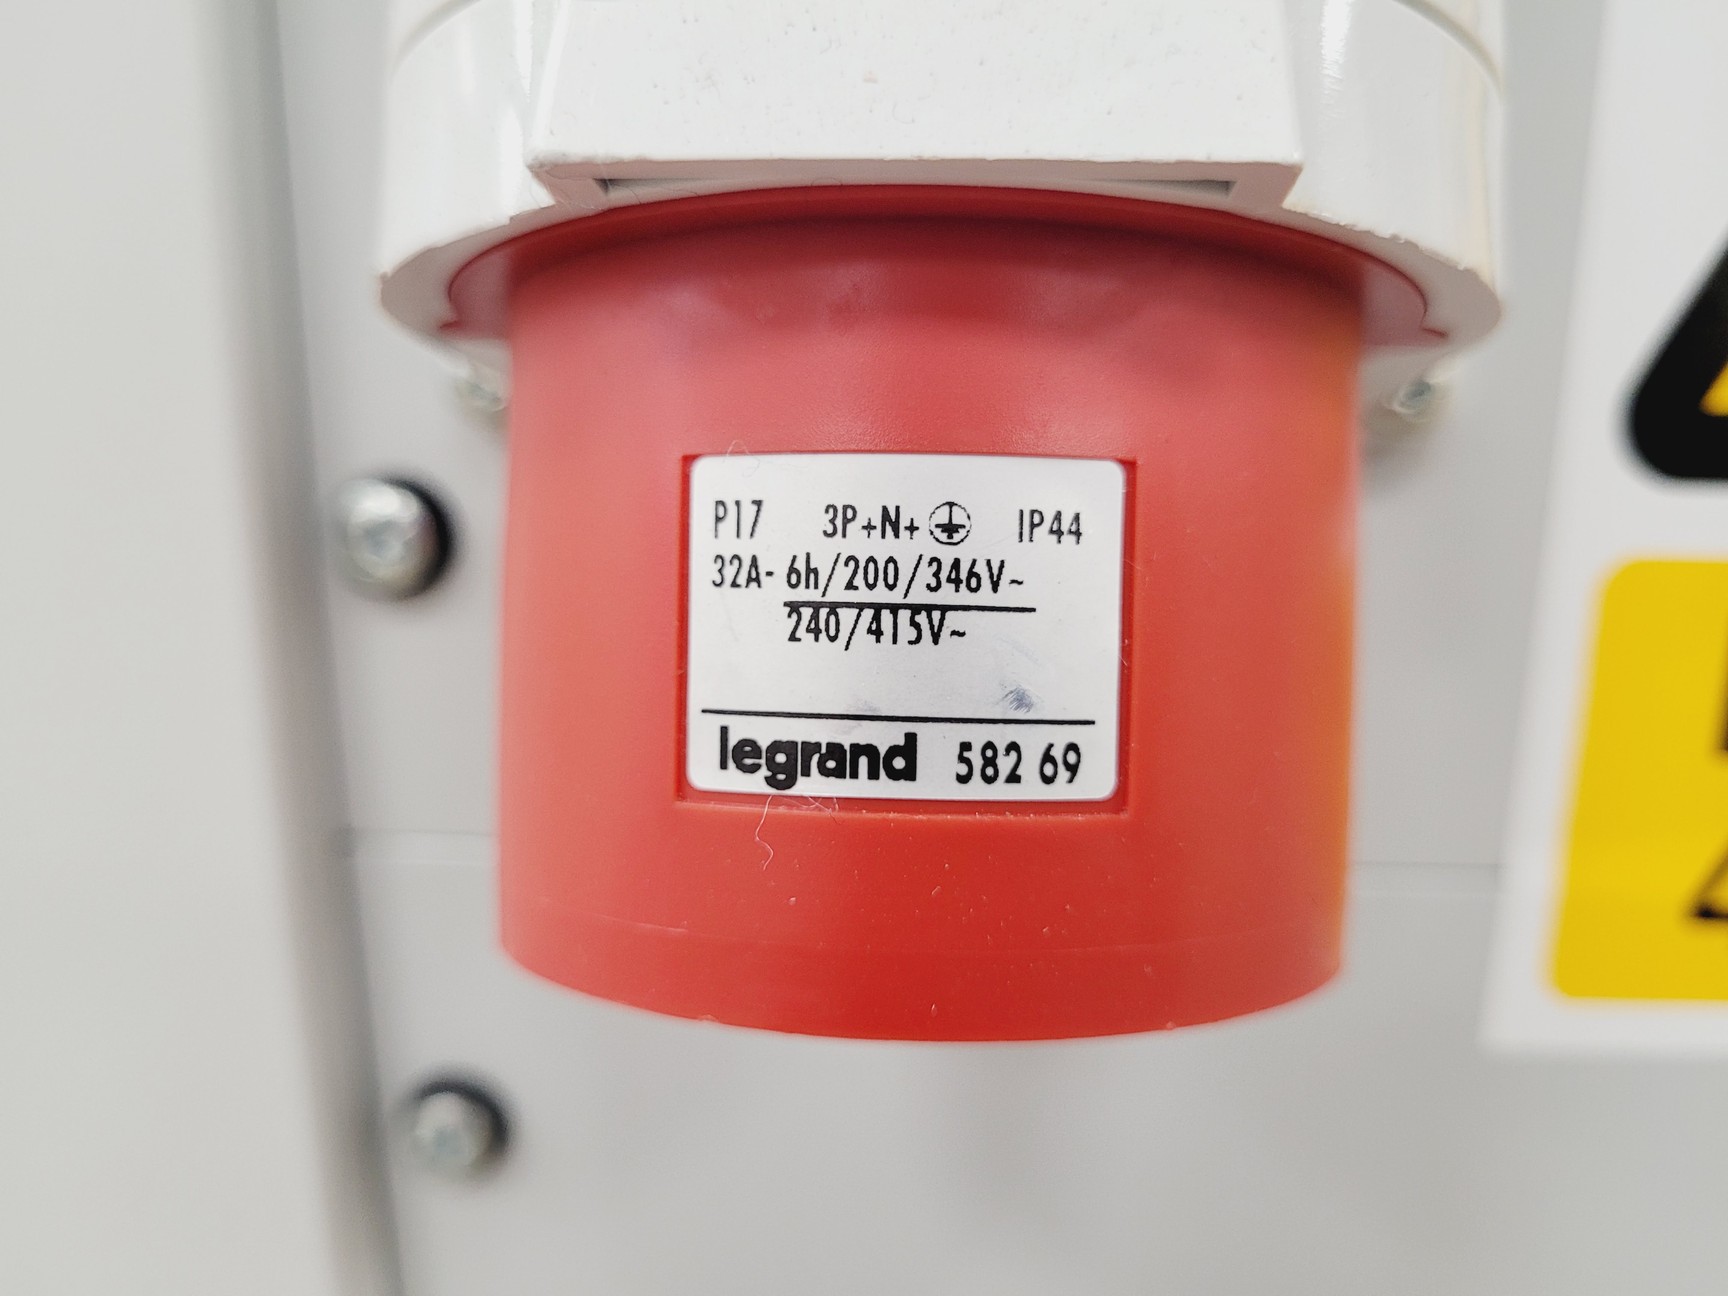 P17 3P+N+⏚ IP44
32A- 6h/200/346V~
240/415V~
legrand 582 69